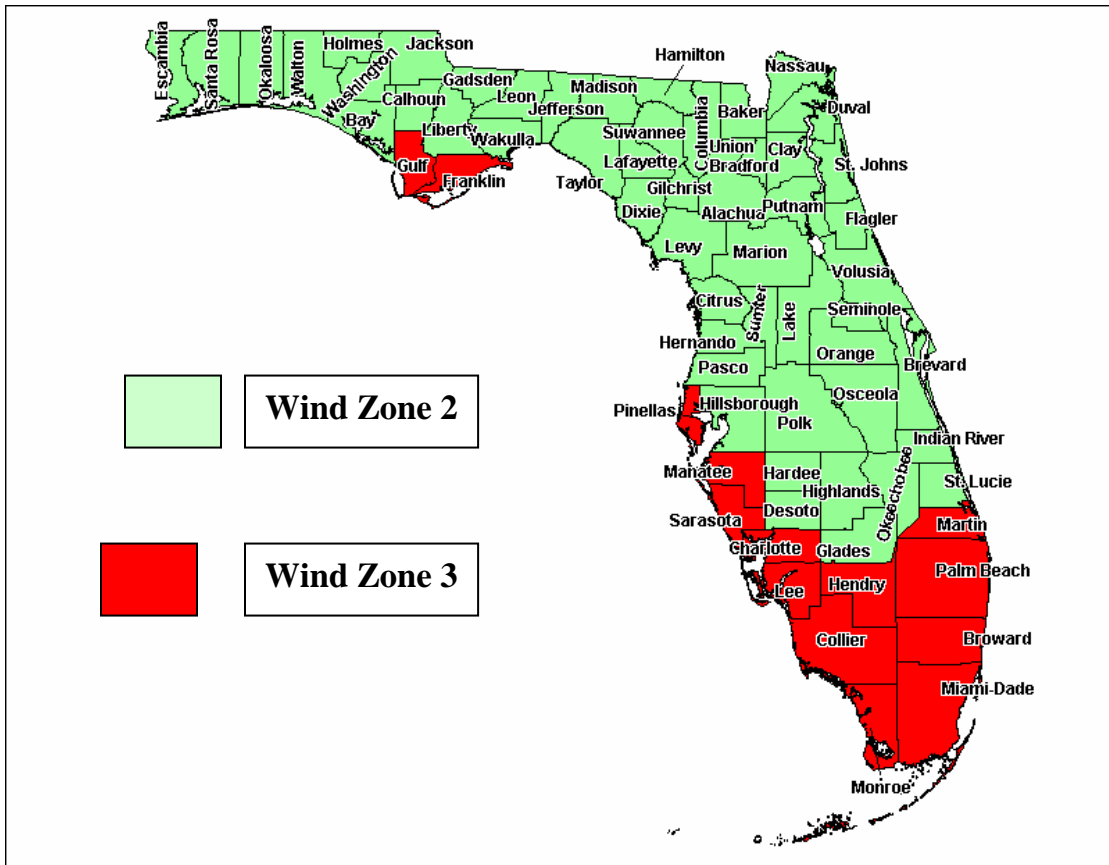 Escambia
Santa Rosa
Okaloosa
Walton
Holmes
Jackson
Washington
Bay
Calhoun
Gadsden
Liberty
Leon
Wakulla
Jefferson
Madison
Gulf
Franklin
Taylor
Hamilton
Suwannee
Lafayette
Columbia
Baker
Nassau
Duval
Union
Bradford
Clay
St. Johns
Gilchrist
Dixie
Alachua
Putnam
Flagler
Levy
Marion
Volusia
Citrus
Sumter
Lake
Seminole
Hernando
Orange
Brevard
Pasco
Osceola
Pinellas
Hillsborough
Polk
Indian River
Manatee
Hardee
Highlands
Okeechobee
St. Lucie
Sarasota
Desoto
Martin
Charlotte
Glades
Lee
Hendry
Palm Beach
Collier
Broward
Miami-Dade
Monroe
Wind Zone 2
Wind Zone 3